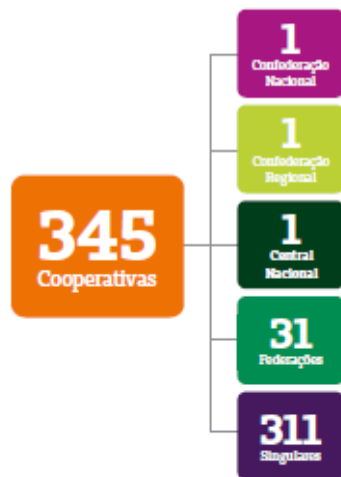 345
Cooperativas
1
Confederação
Nacional
1
Confederação
Regional
1
Central
Nacional
31
Federações
311
Singulares